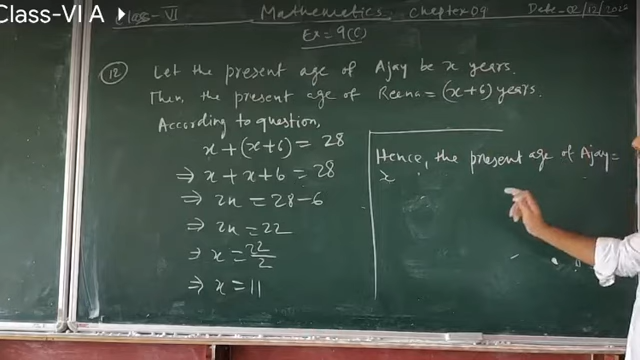 Class-VI A
Class-VI
Mathematics
Chapter-09
Date-02/12/2020
Ex = 9(C)
12
Let the present age of Ajay be x years.
Then, the present age of Reena = (x+6) years.
According to question,
x + (x+6) = 28
⇒ x + x + 6 = 28
⇒ 2x = 28 - 6
⇒ 2x = 22
⇒ x = 22/2
⇒ x = 11
Hence, the present age of Ajay =
x